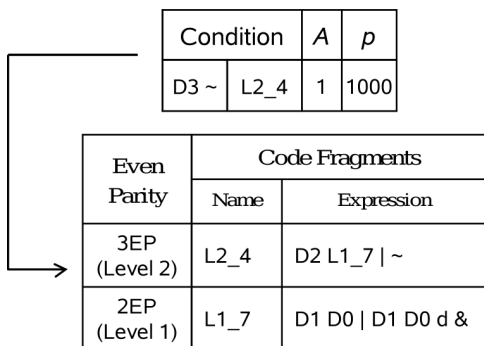 Condition A p
D3 ~ L2_4 1 1000
Even Parity Code Fragments
Name Expression
3EP (Level 2) L2_4 D2 L1_7 | ~
2EP (Level 1) L1_7 D1 D0 | D1 D0 d &